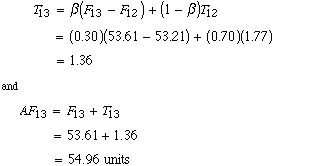 T₁₃ = β(F₁₃ − F₁₂) + (1 − β)T₁₂
= (0.30)(53.61 − 53.21) + (0.70)(1.77)
= 1.36
and
AF₁₃ = F₁₃ + T₁₃
= 53.61 + 1.36
= 54.96 units